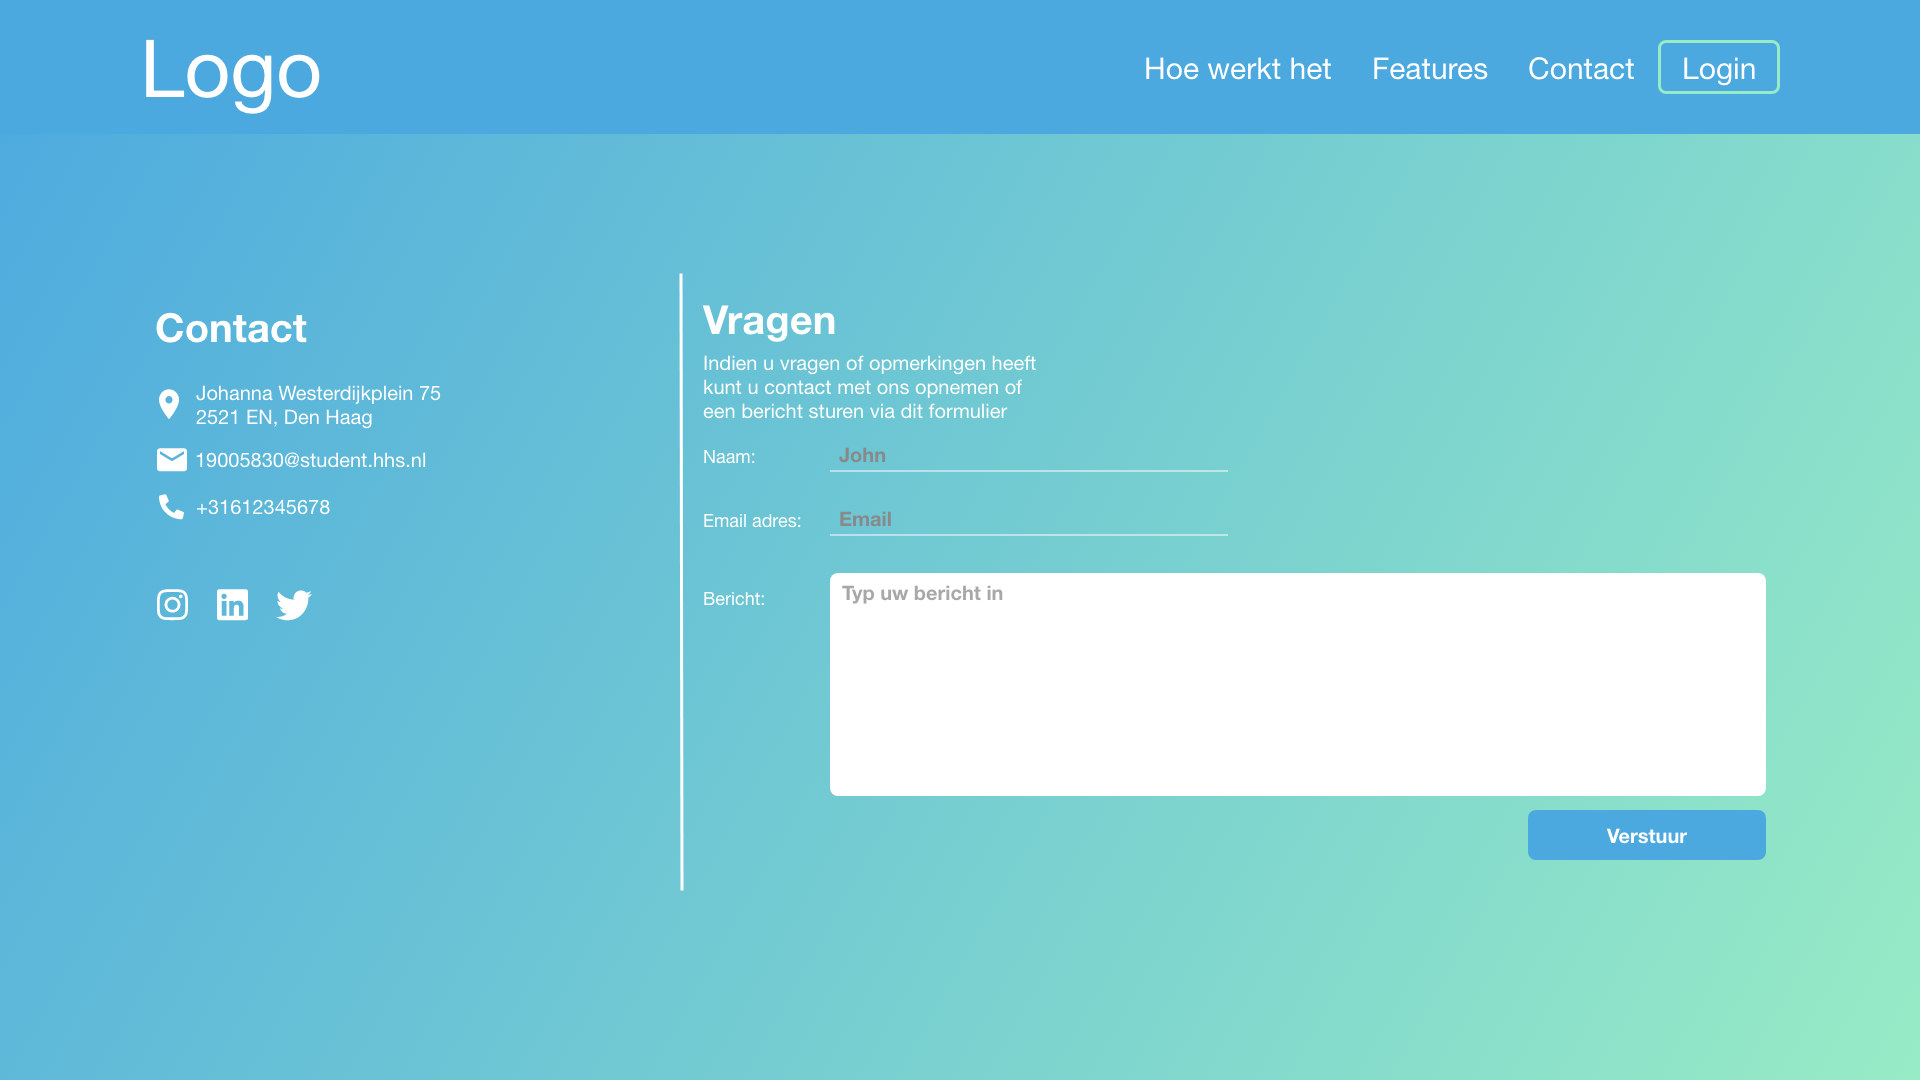 Logo
Hoe werkt het
Features
Contact
Login
Contact
Johanna Westerdijkplein 75
2521 EN, Den Haag
19005830@student.hhs.nl
+31612345678
Vragen
Indien u vragen of opmerkingen heeft
kunt u contact met ons opnemen of
een bericht sturen via dit formulier
Naam:
John
Email adres:
Email
Bericht:
Typ uw bericht in
Verstuur